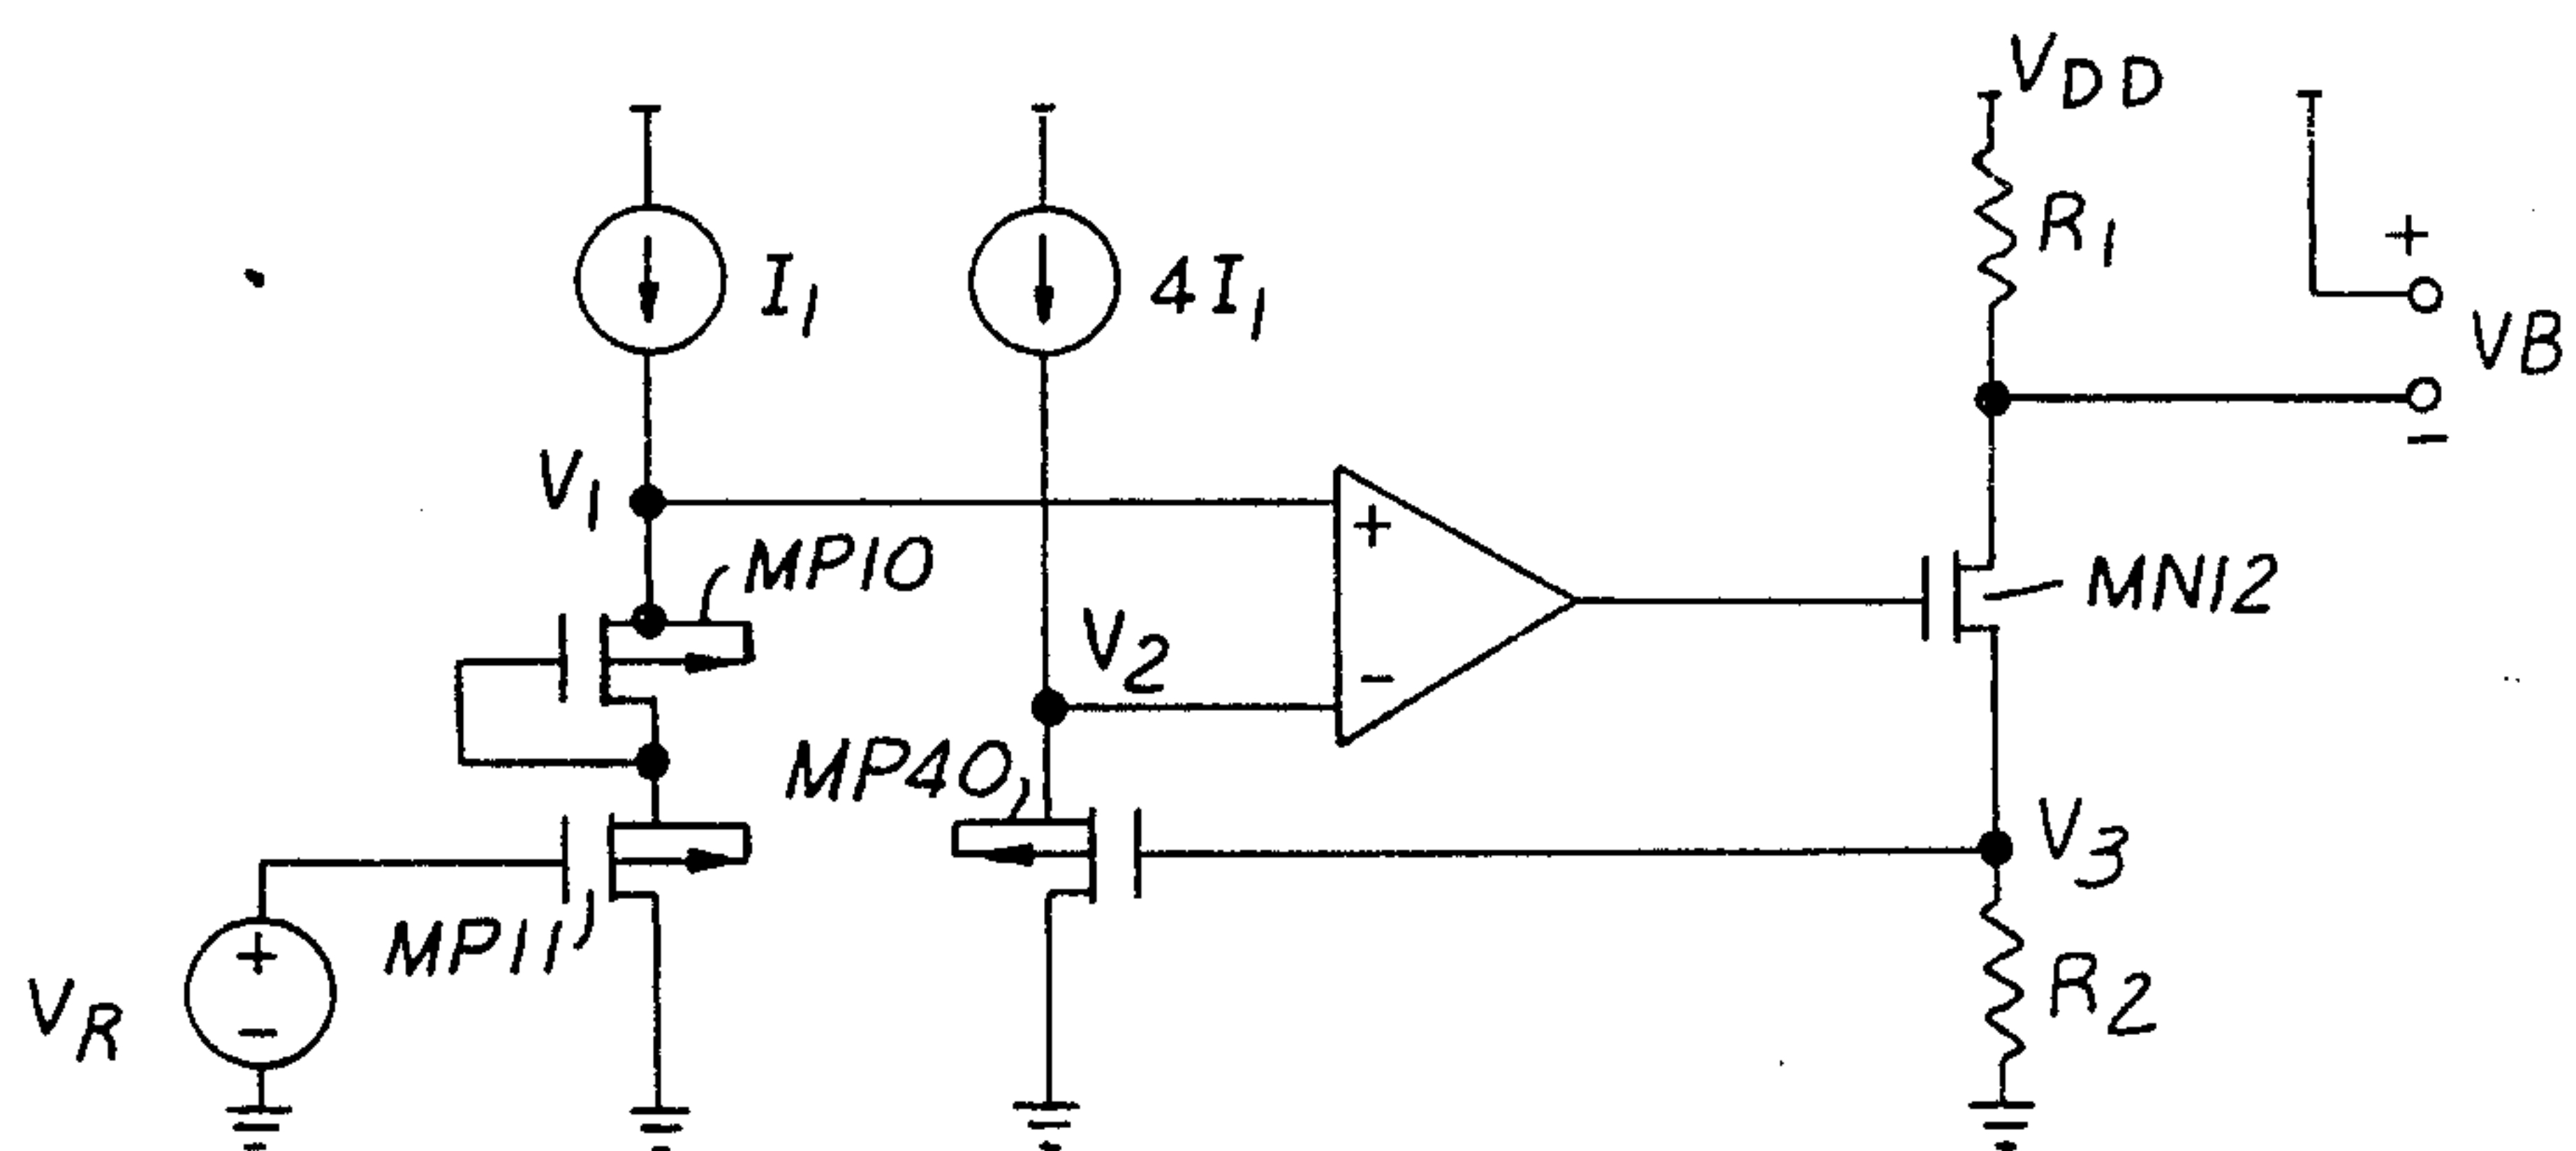 VDD
R1
+
VB
-
I1
4I1
V1
MP10
+
V2
-
MN12
MP40
V3
MP11
VR
+
-
R2